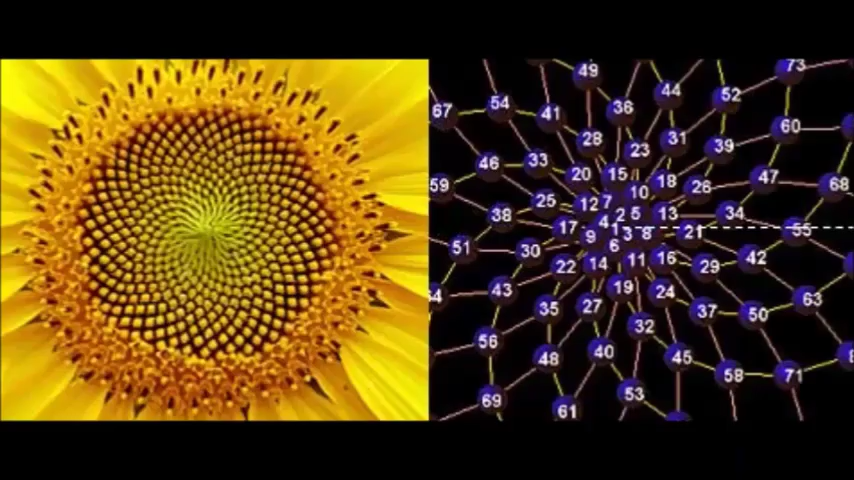 49 73
67 54 41 36 44 52
28 31 60
23 39
46 33 20 15 18 47
59 25 12 7 10 26 68
38 17 4 2 5 13 34
51 30 9 1 3 8 21 55
6 42
22 14 11 16 29
43 19 24 63
35 27 37 50
56 32
48 40 45
69 61 53 58 71